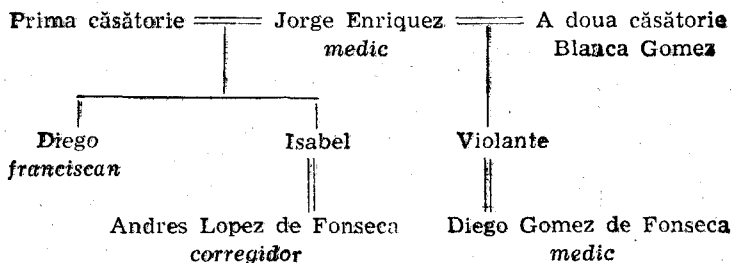 Prima căsătorie Jorge Enriquez A doua căsătorie
medic Blanca Gomez
Diego Isabel Violante
franciscan
Andres Lopez de Fonseca Diego Gomez de Fonseca
corregidor medic